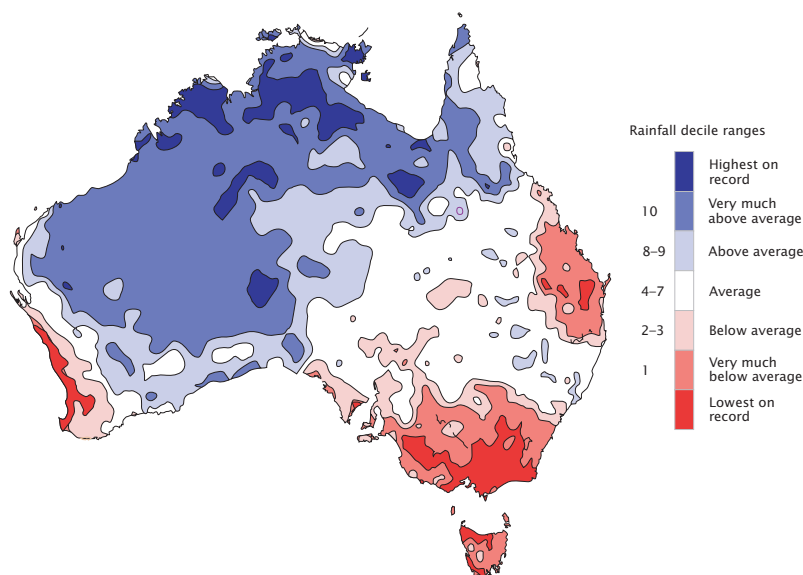 Rainfall decile ranges
Highest on
record
10
Very much
above average
8–9
Above average
4–7
Average
2–3
Below average
1
Very much
below average
Lowest on
record